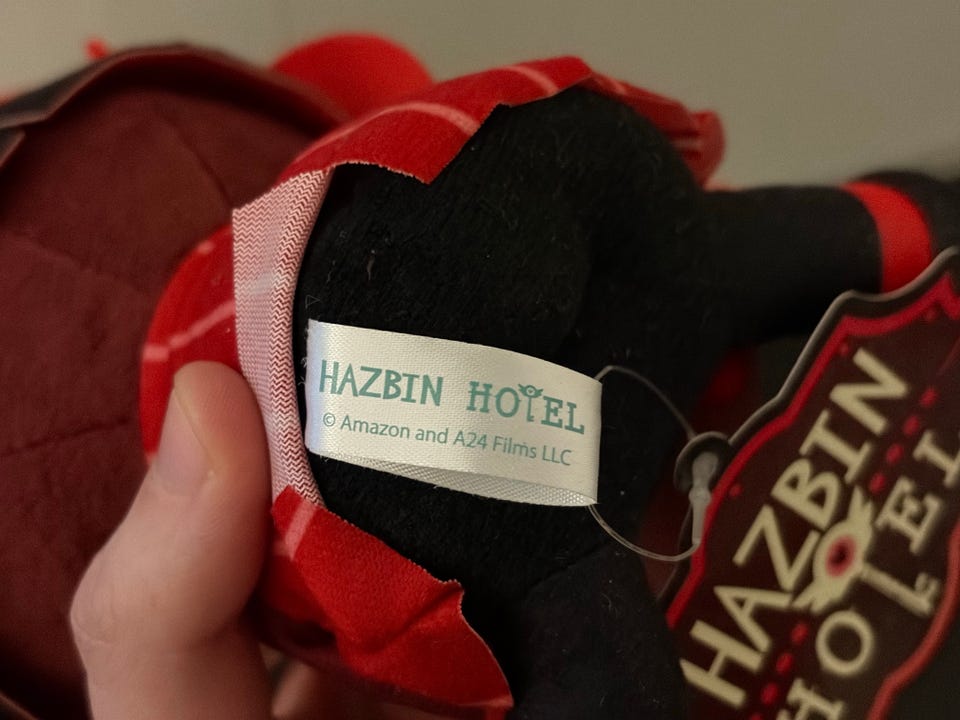 HAZBIN HOTEL
© Amazon and A24 Films LLC
HAZBIN
HOTEL